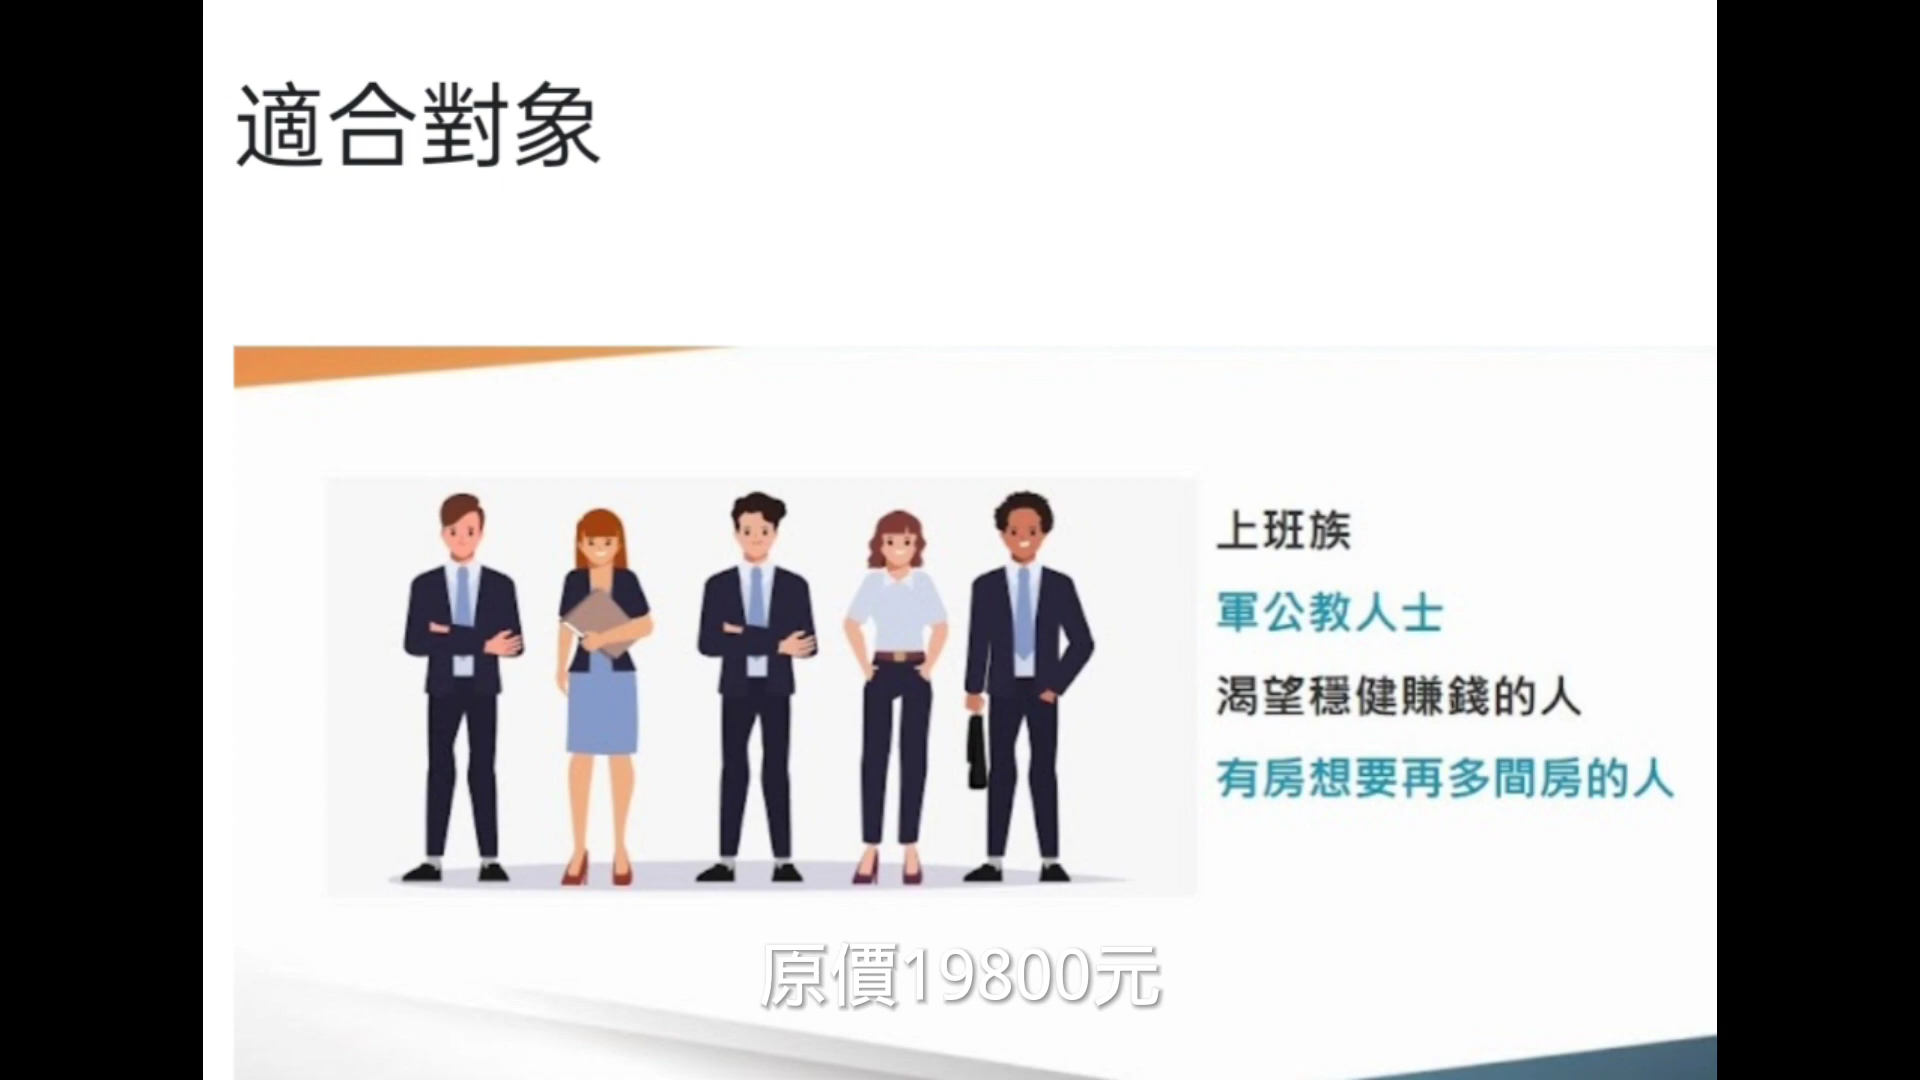 適合對象
上班族
軍公教人士
渴望穩健賺錢的人
有房想要再多間房的人
原價19800元